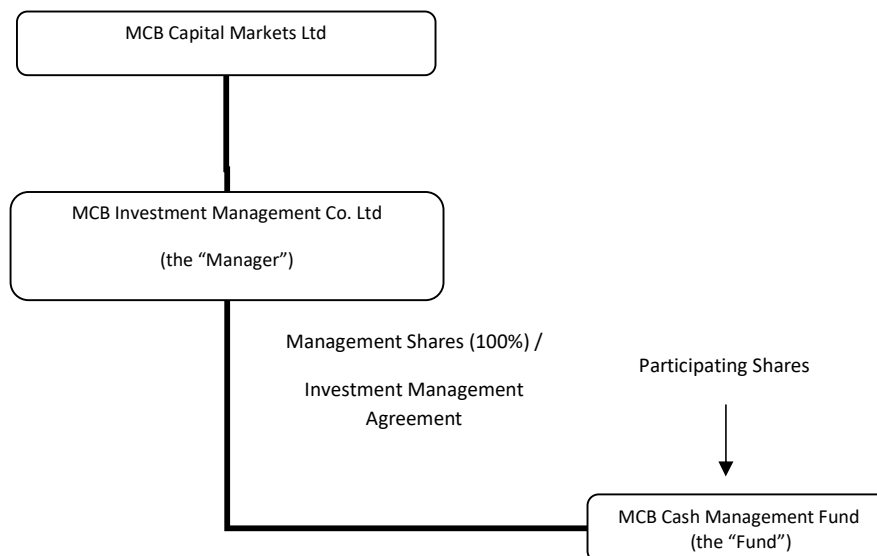 MCB Capital Markets Ltd
MCB Investment Management Co. Ltd
(the “Manager”)
Management Shares (100%) /
Investment Management
Agreement
Participating Shares
MCB Cash Management Fund
(the “Fund”)